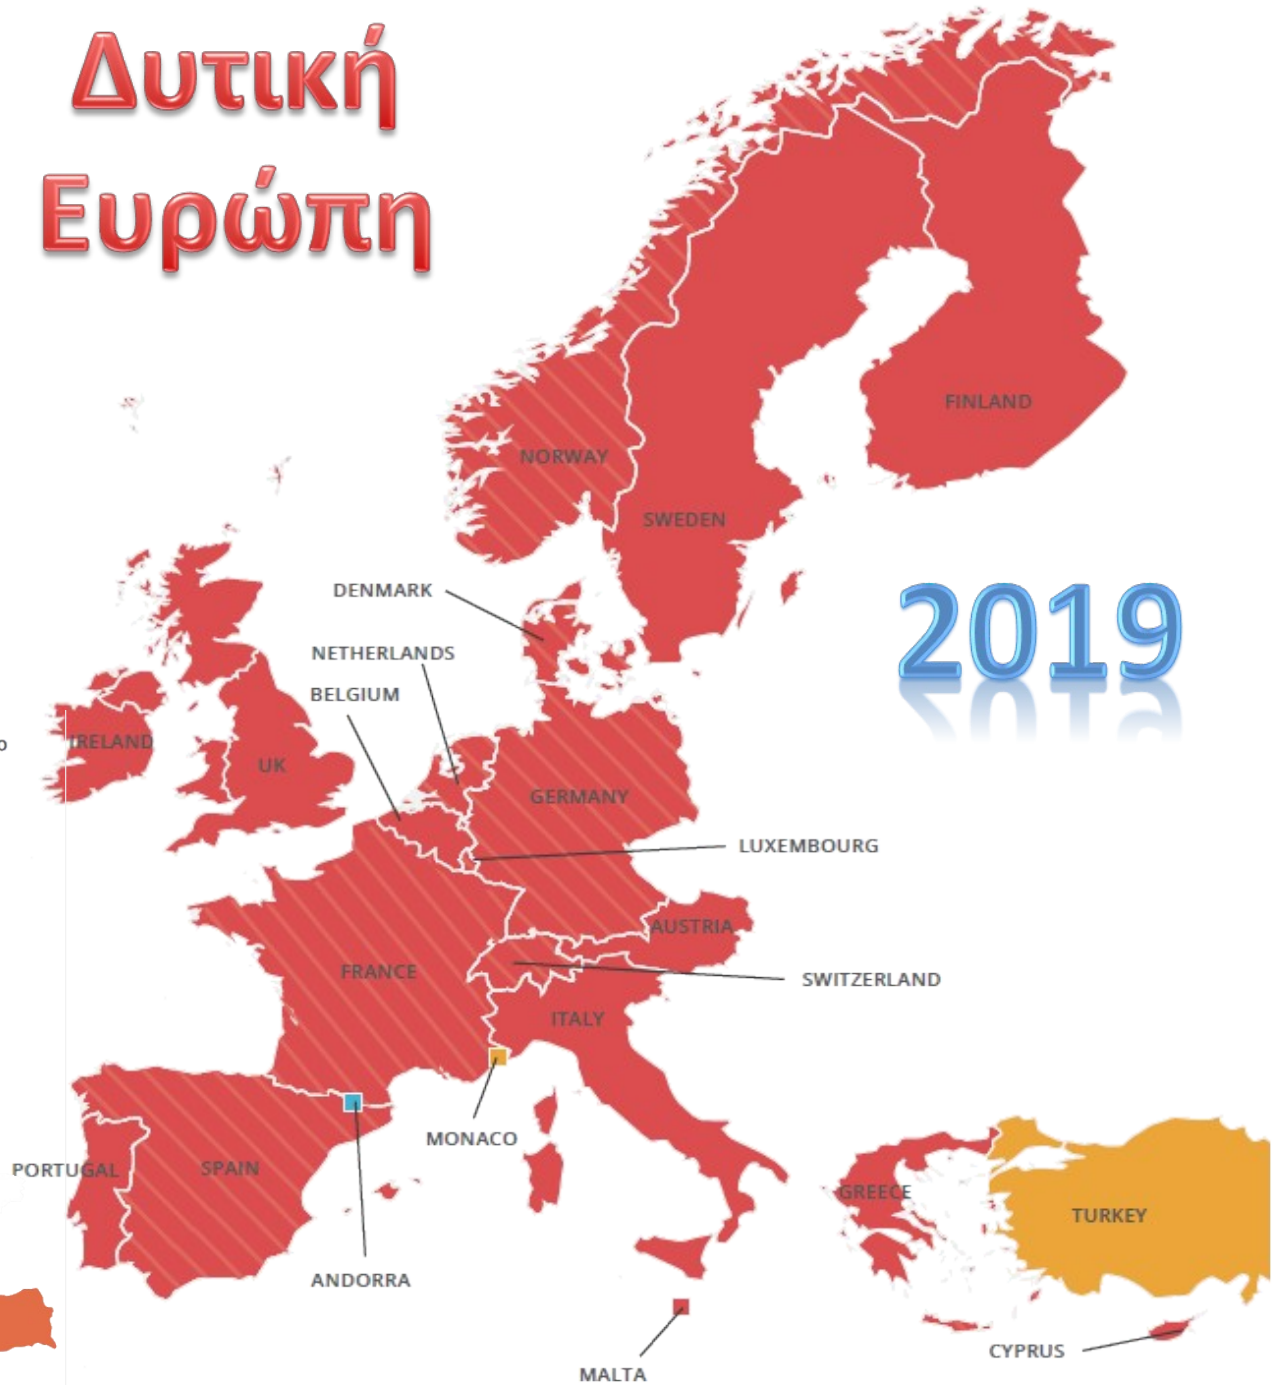 Δυτική
Ευρώπη
FINLAND
NORWAY
SWEDEN
2019
DENMARK
NETHERLANDS
BELGIUM
IRELAND
UK
GERMANY
LUXEMBOURG
AUSTRIA
FRANCE
SWITZERLAND
ITALY
MONACO
PORTUGAL
SPAIN
GREECE
TURKEY
ANDORRA
CYPRUS
MALTA